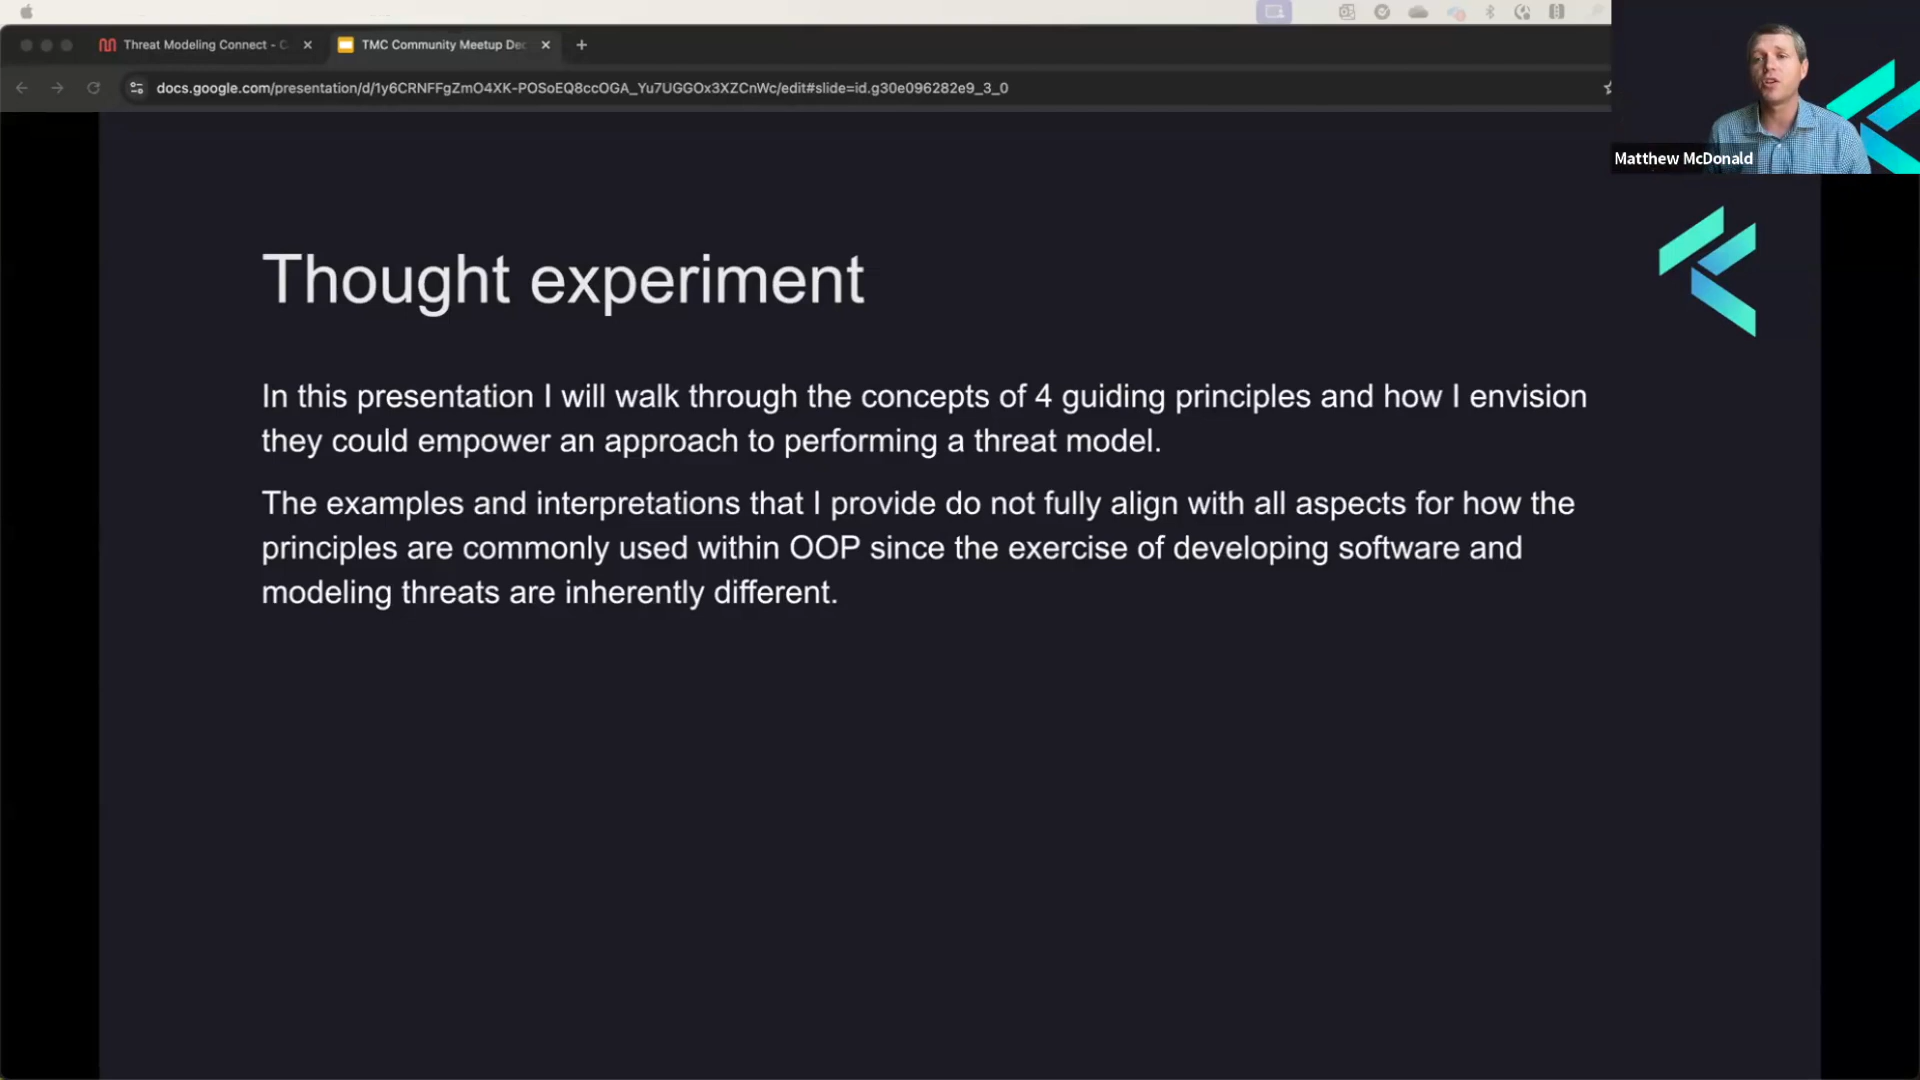 Threat Modeling Connect - C
TMC Community Meetup Dec
docs.google.com/presentation/d/1y6CRNFFgZmO4XK-POSoEQ8ccOGA_Yu7UGGOx3XZCnWc/edit#slide=id.g30e096282e9_3_0
Matthew McDonald
Thought experiment
In this presentation I will walk through the concepts of 4 guiding principles and how I envision
they could empower an approach to performing a threat model.
The examples and interpretations that I provide do not fully align with all aspects for how the
principles are commonly used within OOP since the exercise of developing software and
modeling threats are inherently different.